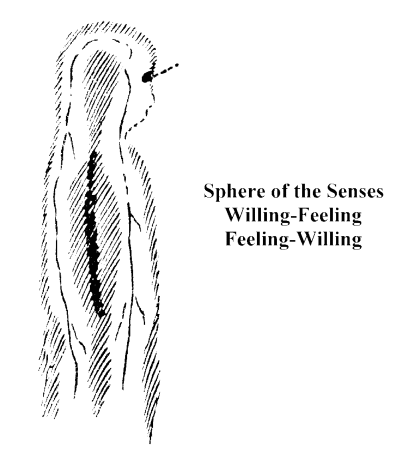 Sphere of the Senses
Willing-Feeling
Feeling-Willing